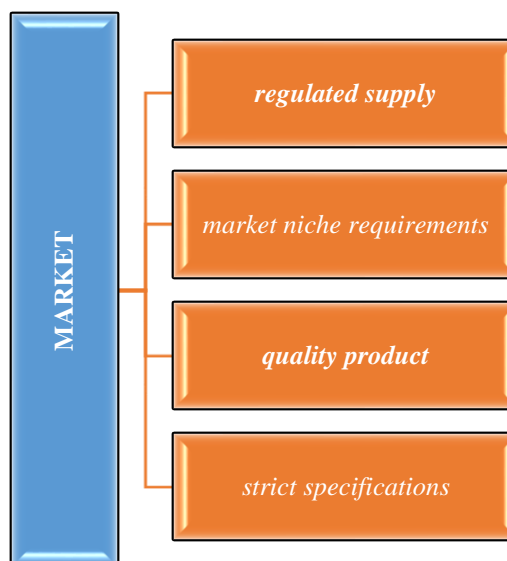 MARKET
regulated supply
market niche requirements
quality product
strict specifications